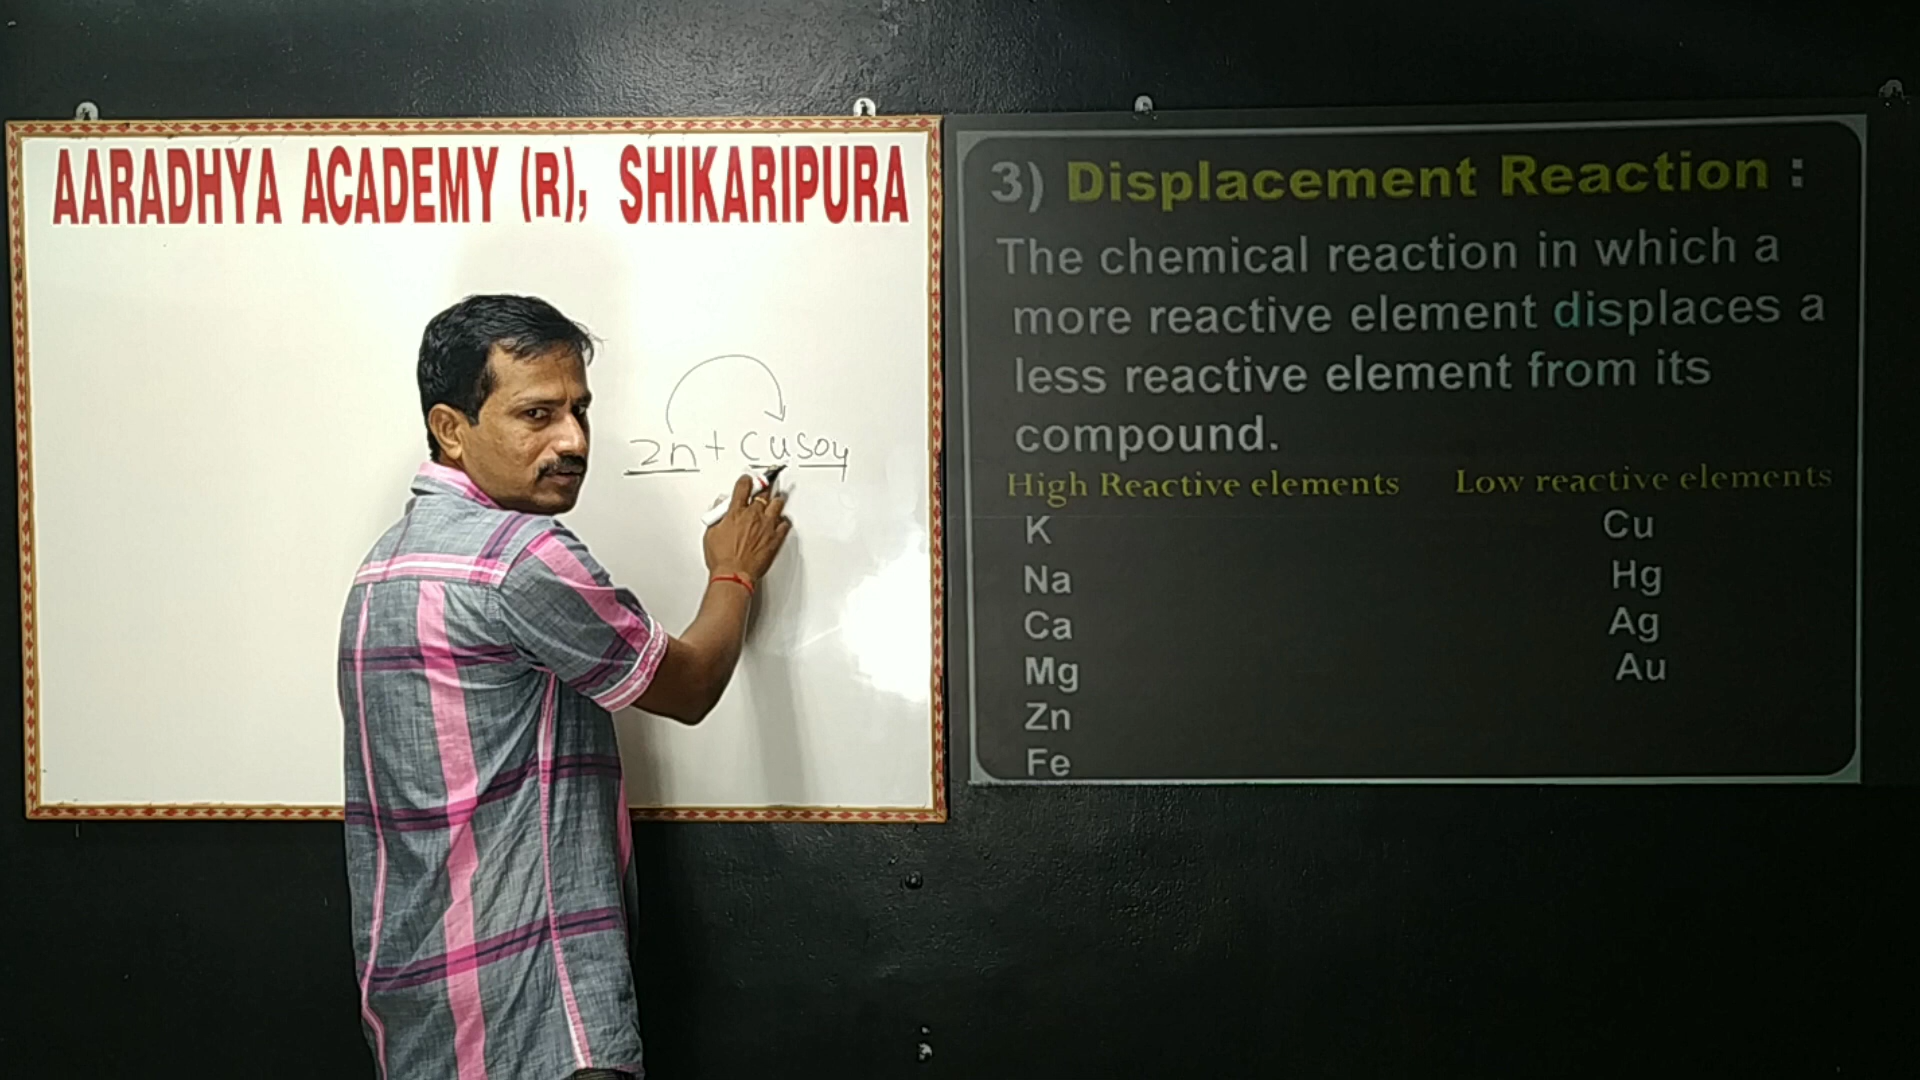 AARADHYA ACADEMY (R), SHIKARIPURA
Zn + CuSO4
3) Displacement Reaction :
The chemical reaction in which a
more reactive element displaces a
less reactive element from its
compound.
High Reactive elements Low reactive elements
K Cu
Na Hg
Ca Ag
Mg Au
Zn
Fe